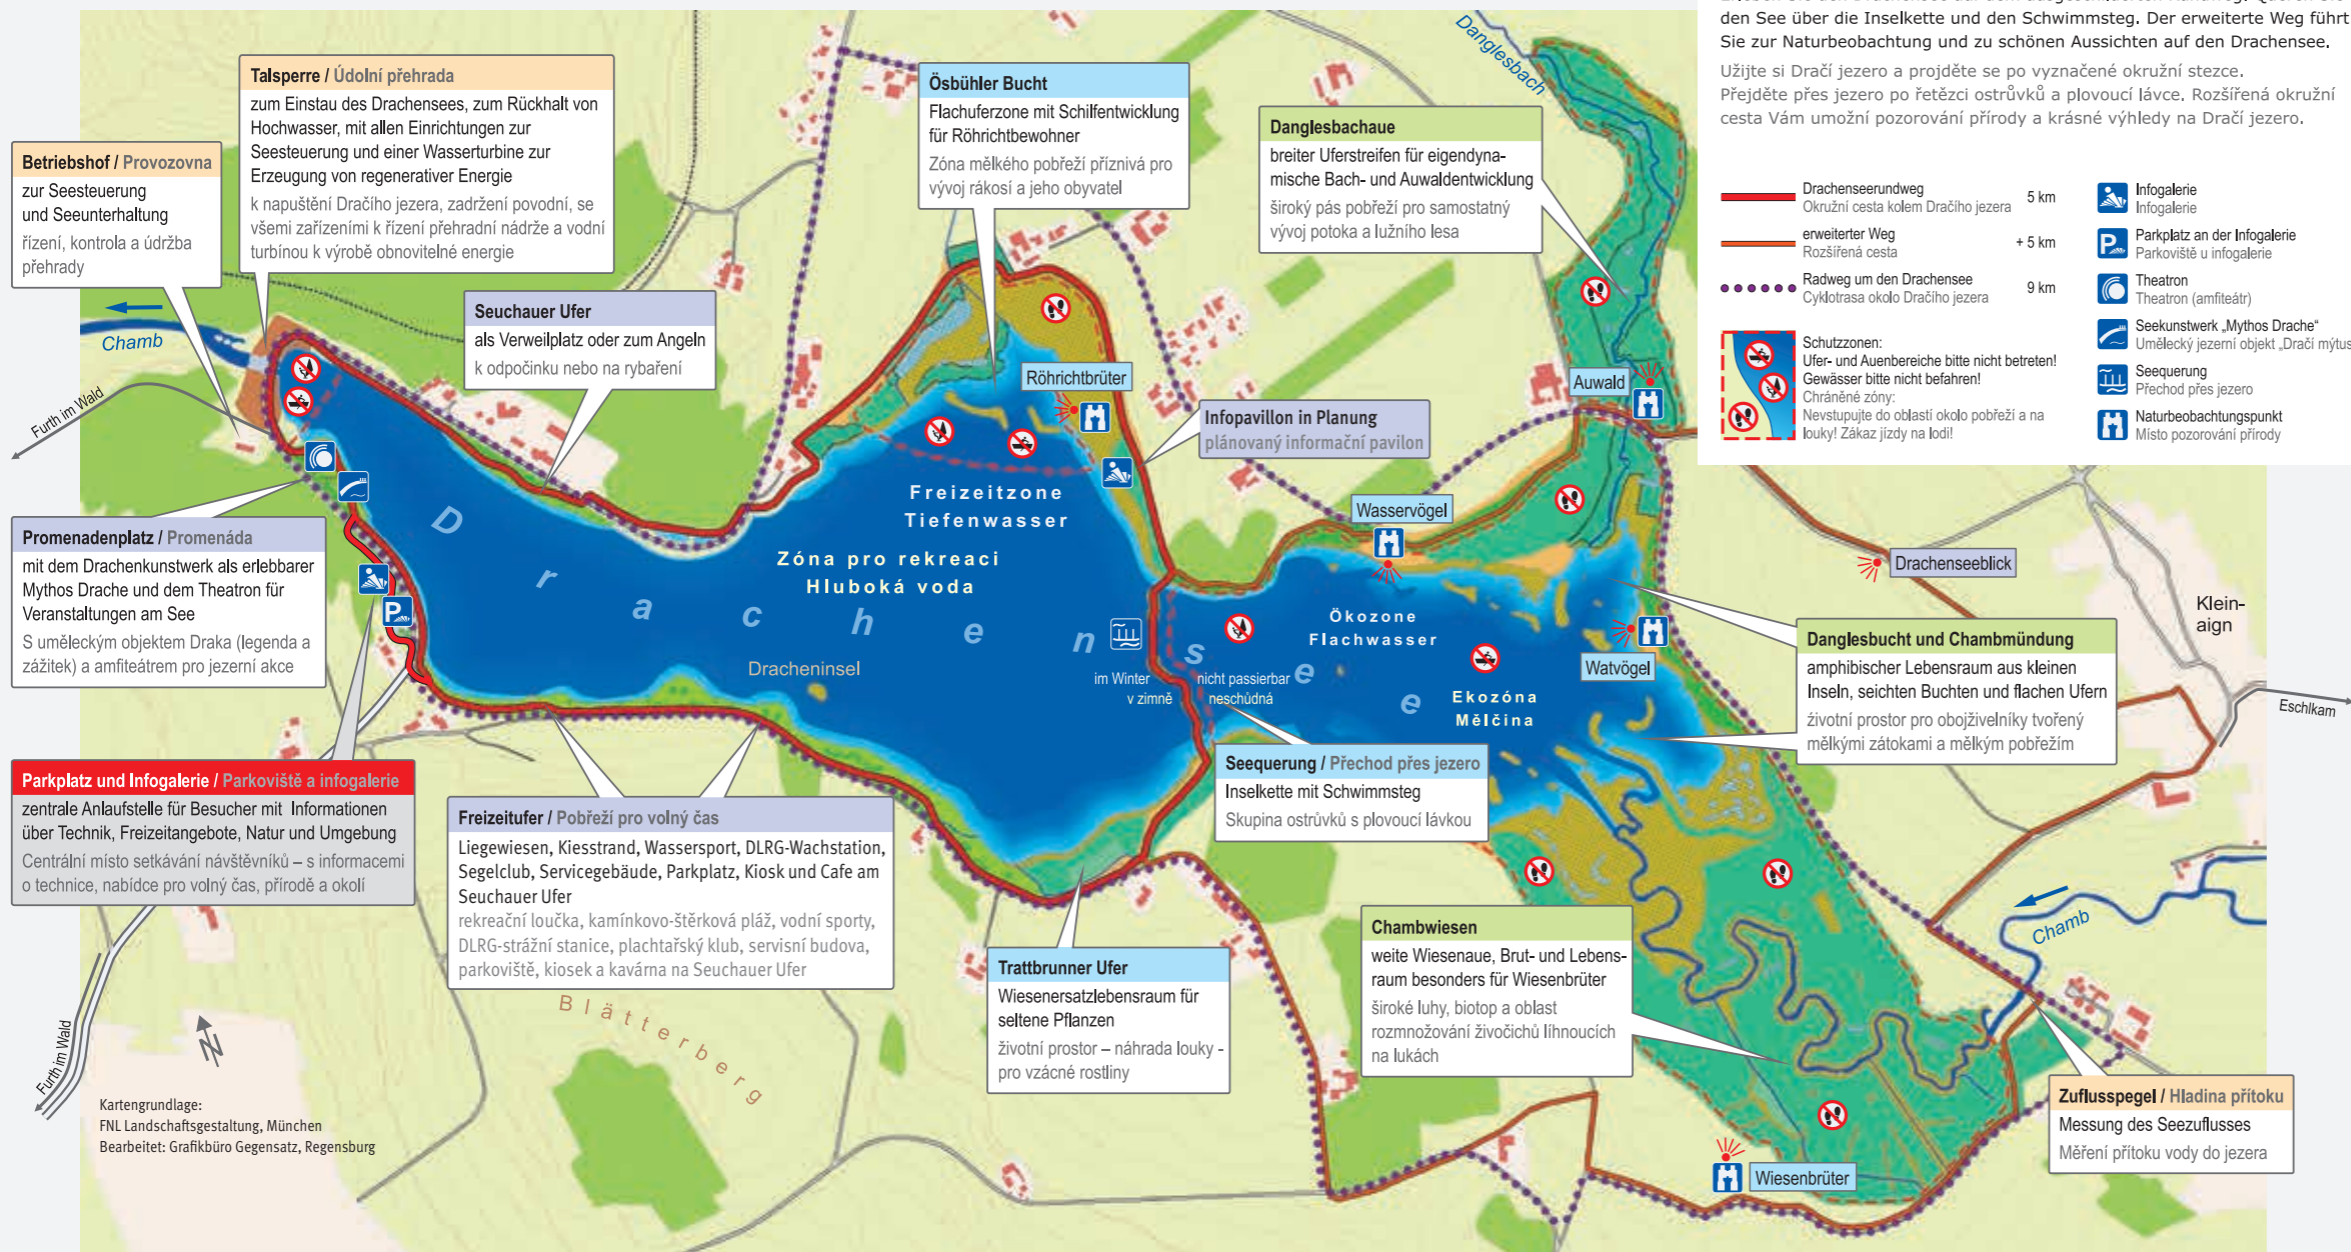 den See über die Inselkette und den Schwimmsteg. Der erweiterte Weg führt
Sie zur Naturbeobachtung und zu schönen Aussichten auf den Drachensee.
Užijte si Dračí jezero a projděte se po vyznačené okružní stezce.
Přejděte přes jezero po řetězci ostrůvků a plovoucí lávce. Rozšířená okružní
cesta Vám umožní pozorování přírody a krásné výhledy na Dračí jezero.
Drachenseerundweg 5 km
Okružní cesta kolem Dračího jezera
erweiterter Weg + 5 km
Rozšířená cesta
Radweg um den Drachensee 9 km
Cyklotrasa okolo Dračího jezera
Schutzzonen:
Ufer- und Auenbereiche bitte nicht betreten!
Gewässer bitte nicht befahren!
Chráněné zóny:
Nevstupujte do oblastí okolo pobřeží a na
louky! Zákaz jízdy na lodi!
Infogalerie
Infogalerie
Parkplatz an der Infogalerie
Parkoviště u infogalerie
Theatron
Theatron (amfiteátr)
Seekunstwerk „Mythos Drache“
Umělecký jezerní objekt „Dračí mýtus
Seequerung
Přechod přes jezero
Naturbeobachtungspunkt
Místo pozorování přírody
Talsperre / Údolní přehrada
zum Einstau des Drachensees, zum Rückhalt von
Hochwasser, mit allen Einrichtungen zur
Seesteuerung und einer Wasserturbine zur
Erzeugung von regenerativer Energie
k napuštění Dračího jezera, zadržení povodní, se
všemi zařízeními k řízení přehradní nádrže a vodní
turbínou k výrobě obnovitelné energie
Betriebshof / Provozovna
zur Seesteuerung
und Seeunterhaltung
řízení, kontrola a údržba
přehrady
Ösbühler Bucht
Flachuferzone mit Schilfentwicklung
für Röhrichtbewohner
Zóna mělkého pobřeží příznivá pro
vývoj rákosí a jeho obyvatel
Danglesbach
Danglesbachaue
breiter Uferstreifen für eigendyna-
mische Bach- und Auwaldentwicklung
široký pás pobřeží pro samostatný
vývoj potoka a lužního lesa
Seuchauer Ufer
als Verweilplatz oder zum Angeln
k odpočinku nebo na rybaření
Chamb
Furth im Wald
Röhrichtbrüter
Auwald
Infopavillon in Planung
plánovaný informační pavilon
Freizeitzone
Tiefenwasser
Zóna pro rekreaci
Hluboká voda
Drachensee
Wasservögel
Drachenseeblick
Promenadenplatz / Promenáda
mit dem Drachenkunstwerk als erlebbarer
Mythos Drache und dem Theatron für
Veranstaltungen am See
S uměleckým objektem Draka (legenda a
zážitek) a amfiteátrem pro jezerní akce
P
Ökozone
Flachwasser
Klein-
aign
Watvögel
Dracheninsel
im Winter nicht passierbar
v zimně neschůdná
Ekozóna
Mělčina
Danglesbucht und Chambmündung
amphibischer Lebensraum aus kleinen
Inseln, seichten Buchten und flachen Ufern
źivotní prostor pro obojživelníky tvořený
mělkými zátokami a mělkým pobřežím
Eschlkam
Parkplatz und Infogalerie / Parkoviště a infogalerie
zentrale Anlaufstelle für Besucher mit Informationen
über Technik, Freizeitangebote, Natur und Umgebung
Centrální místo setkávání návštěvníků – s informacemi
o technice, nabídce pro volný čas, přírodě a okolí
Seequerung / Přechod přes jezero
Inselkette mit Schwimmsteg
Skupina ostrůvků s plovoucí lávkou
Freizeitufer / Pobřeží pro volný čas
Liegewiesen, Kiesstrand, Wassersport, DLRG-Wachstation,
Segelclub, Servicegebäude, Parkplatz, Kiosk und Cafe am
Seuchauer Ufer
rekreační loučka, kamínkovo-štěrková pláž, vodní sporty,
DLRG-strážní stanice, plachtařský klub, servisní budova,
parkoviště, kiosek a kavárna na Seuchauer Ufer
Chambwiesen
weite Wiesenaue, Brut- und Lebens-
raum besonders für Wiesenbrüter
široké luhy, biotop a oblast
rozmnožování živočichů líhnoucích
na lukách
Chamb
Trattbrunner Ufer
Wiesenersatzlebensraum für
seltene Pflanzen
životní prostor – náhrada louky -
pro vzácné rostliny
Blätterberg
Furth im Wald
N
Zuflusspegel / Hladina přítoku
Messung des Seezuflusses
Měření přítoku vody do jezera
Wiesenbrüter
Kartengrundlage:
FNL Landschaftsgestaltung, München
Bearbeitet: Grafikbüro Gegensatz, Regensburg